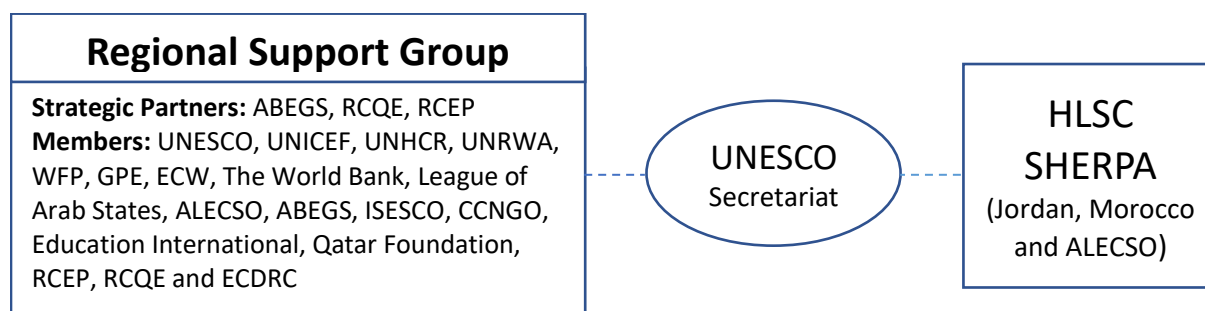 Regional Support Group
Strategic Partners: ABEGS, RCQE, RCEP
Members: UNESCO, UNICEF, UNHCR, UNRWA,
WFP, GPE, ECW, The World Bank, League of
Arab States, ALECSO, ABEGS, ISESCO, CCNGO,
Education International, Qatar Foundation,
RCEP, RCQE and ECDRC
UNESCO
Secretariat
HLSC
SHERPA
(Jordan, Morocco
and ALECSO)